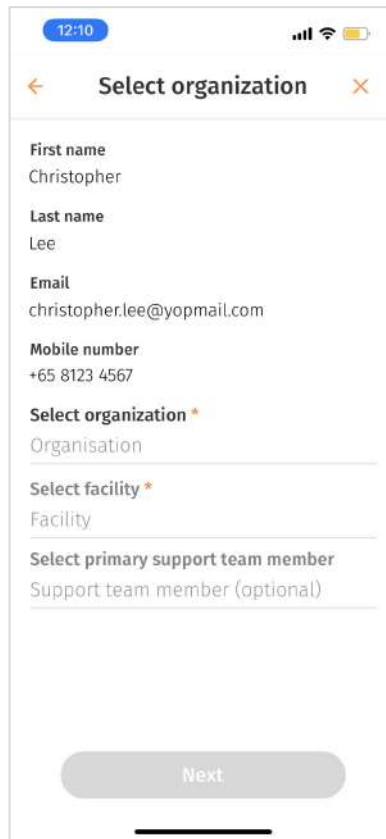 12:10
Select organization
First name
Christopher
Last name
Lee
Email
christopher.lee@yopmail.com
Mobile number
+65 8123 4567
Select organization *
Organisation
Select facility *
Facility
Select primary support team member
Support team member (optional)
Next